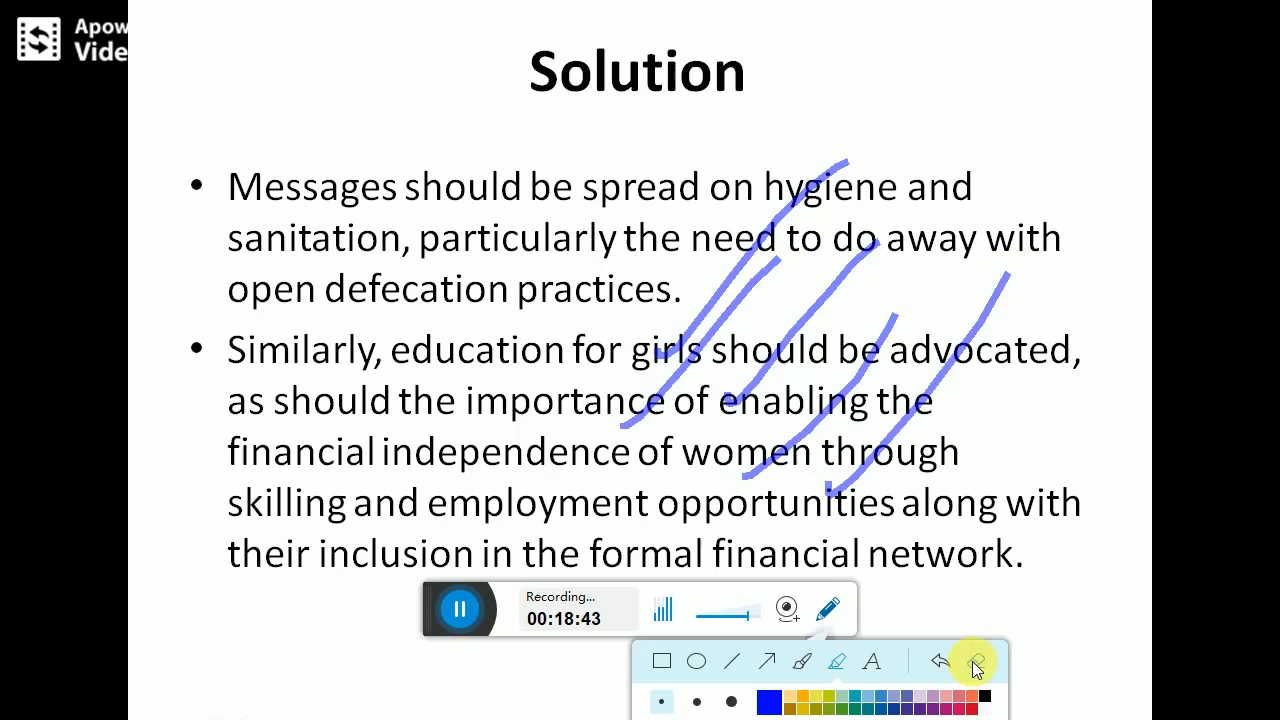 Apow
Vide
Solution
• Messages should be spread on hygiene and
sanitation, particularly the need to do away with
open defecation practices.
• Similarly, education for girls should be advocated,
as should the importance of enabling the
financial independence of women through
skilling and employment opportunities along with
their inclusion in the formal financial network.
Recording...
00:18:43
A